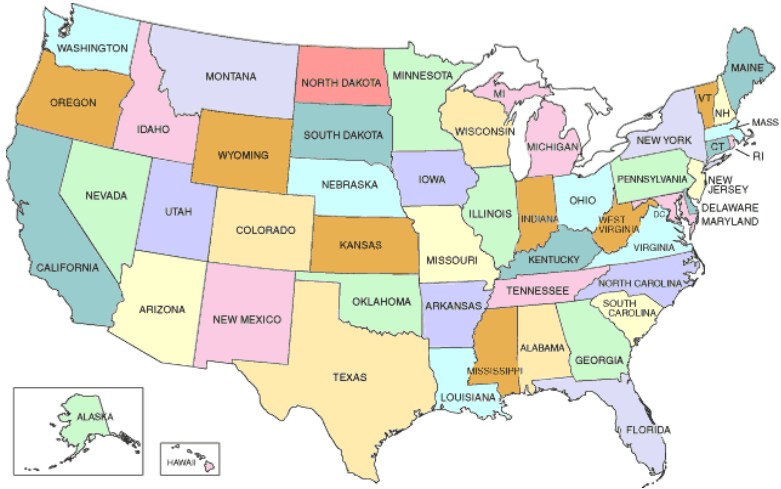 WASHINGTON
MONTANA
NORTH DAKOTA
MINNESOTA
MAINE
OREGON
IDAHO
MI
VT
NH
MASS
WISCONSIN
SOUTH DAKOTA
WYOMING
MICHIGAN
NEW YORK
CT
RI
NEVADA
UTAH
NEBRASKA
IOWA
ILLINOIS
INDIANA
OHIO
PENNSYLVANIA
NEW
JERSEY
DELAWARE
MARYLAND
DC
WEST
VIRGINIA
VIRGINIA
COLORADO
KANSAS
MISSOURI
KENTUCKY
CALIFORNIA
NORTH CAROLINA
TENNESSEE
OKLAHOMA
ARKANSAS
SOUTH
CAROLINA
ARIZONA
NEW MEXICO
TEXAS
LOUISIANA
MISSISSIPPI
ALABAMA
GEORGIA
FLORIDA
ALASKA
HAWAII